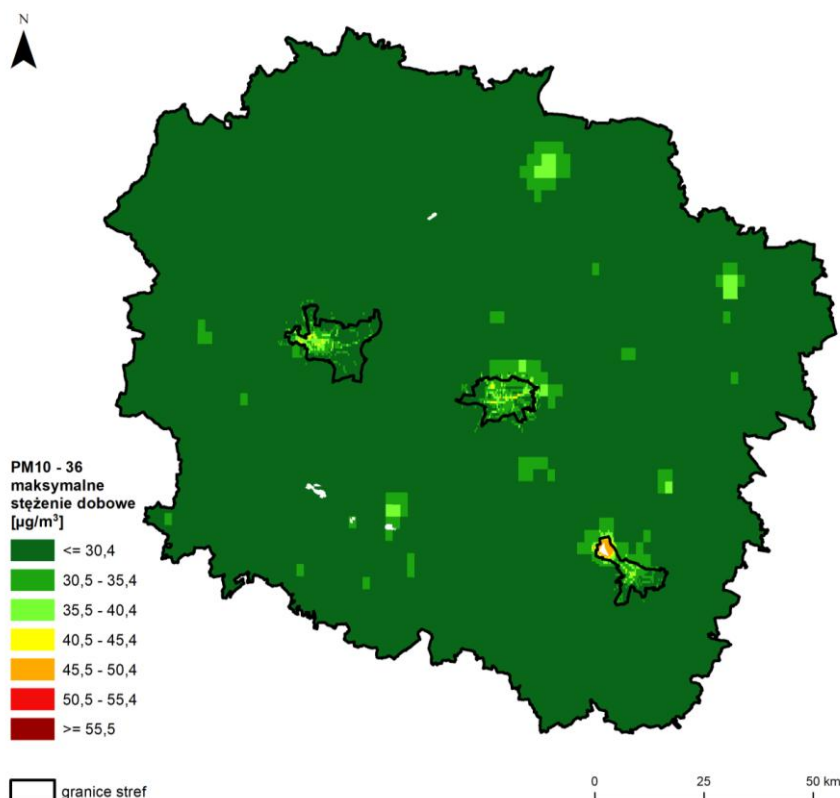 N
PM10 - 36
maksymalne
stężenie dobowe
[µg/m³]
<= 30,4
30,5 - 35,4
35,5 - 40,4
40,5 - 45,4
45,5 - 50,4
50,5 - 55,4
>= 55,5
granice stref
0 25 50 km